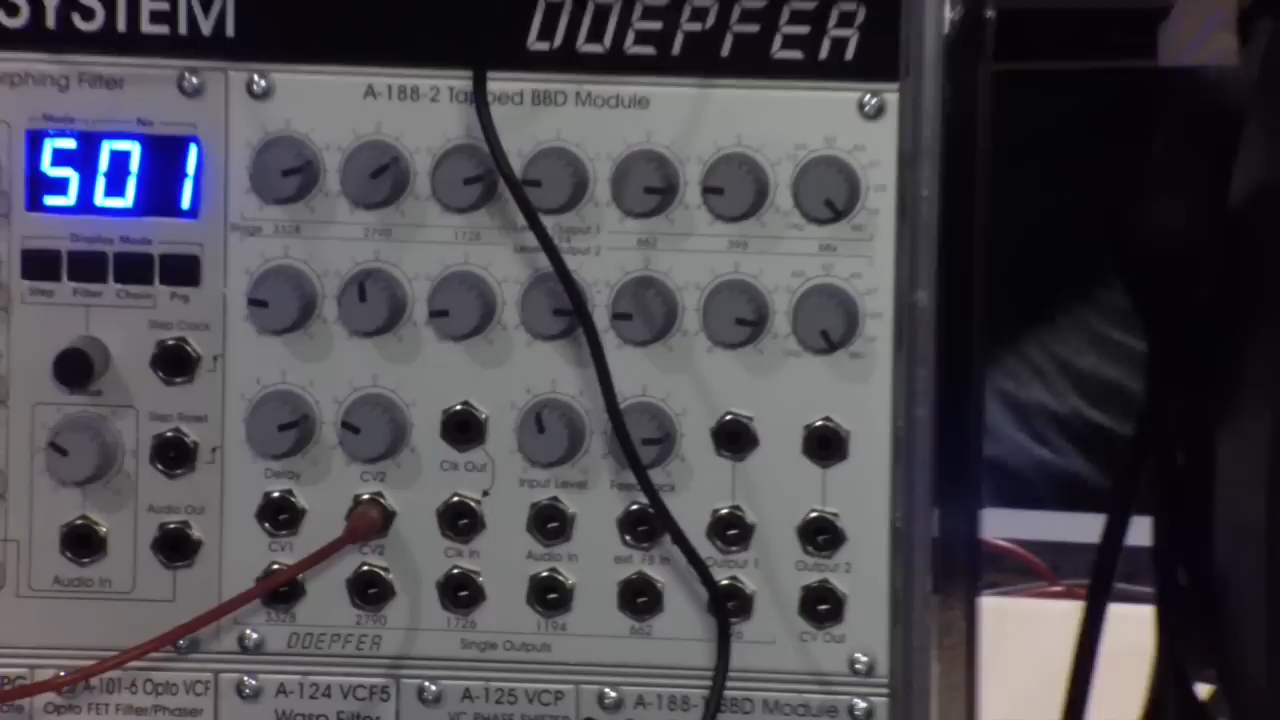 SYSTEM
DOEPFER
rphing Filter
A-188-2 Tapped BBD Module
Mode No
501
Display Mode
Step Filter Chain Prg
3328 2790 1726
662 396
Step Clock
Step Reset
Audio Out
Audio In
Delay CV2 Clk Out Input Level
CV1 CV2 Clk In Audio In ext. FB In Output 1 Output 2
3328 2790 1726 1194 662 CV Out
DOEPFER Single Outputs
A-101-6 Opto VCF
Opto FET Filter/Phaser
A-124 VCF5
Wasp Filter
A-125 VCP
VC PHASE SHIFTER
A-188-1 BBD Module